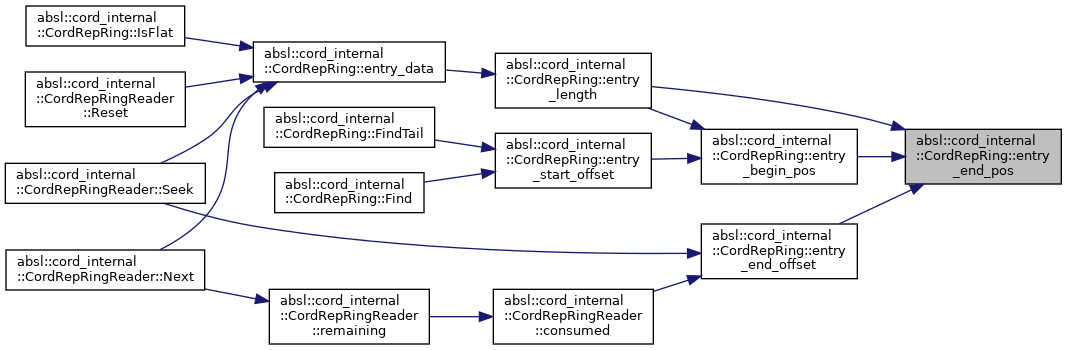 absl::cord_internal
::CordRepRing::IsFlat
absl::cord_internal
::CordRepRingReader
::Reset
absl::cord_internal
::CordRepRingReader::Seek
absl::cord_internal
::CordRepRingReader::Next
absl::cord_internal
::CordRepRing::entry_data
absl::cord_internal
::CordRepRing::FindTail
absl::cord_internal
::CordRepRing::Find
absl::cord_internal
::CordRepRingReader
::remaining
absl::cord_internal
::CordRepRing::entry
_length
absl::cord_internal
::CordRepRing::entry
_start_offset
absl::cord_internal
::CordRepRingReader
::consumed
absl::cord_internal
::CordRepRing::entry
_begin_pos
absl::cord_internal
::CordRepRing::entry
_end_offset
absl::cord_internal
::CordRepRing::entry
_end_pos